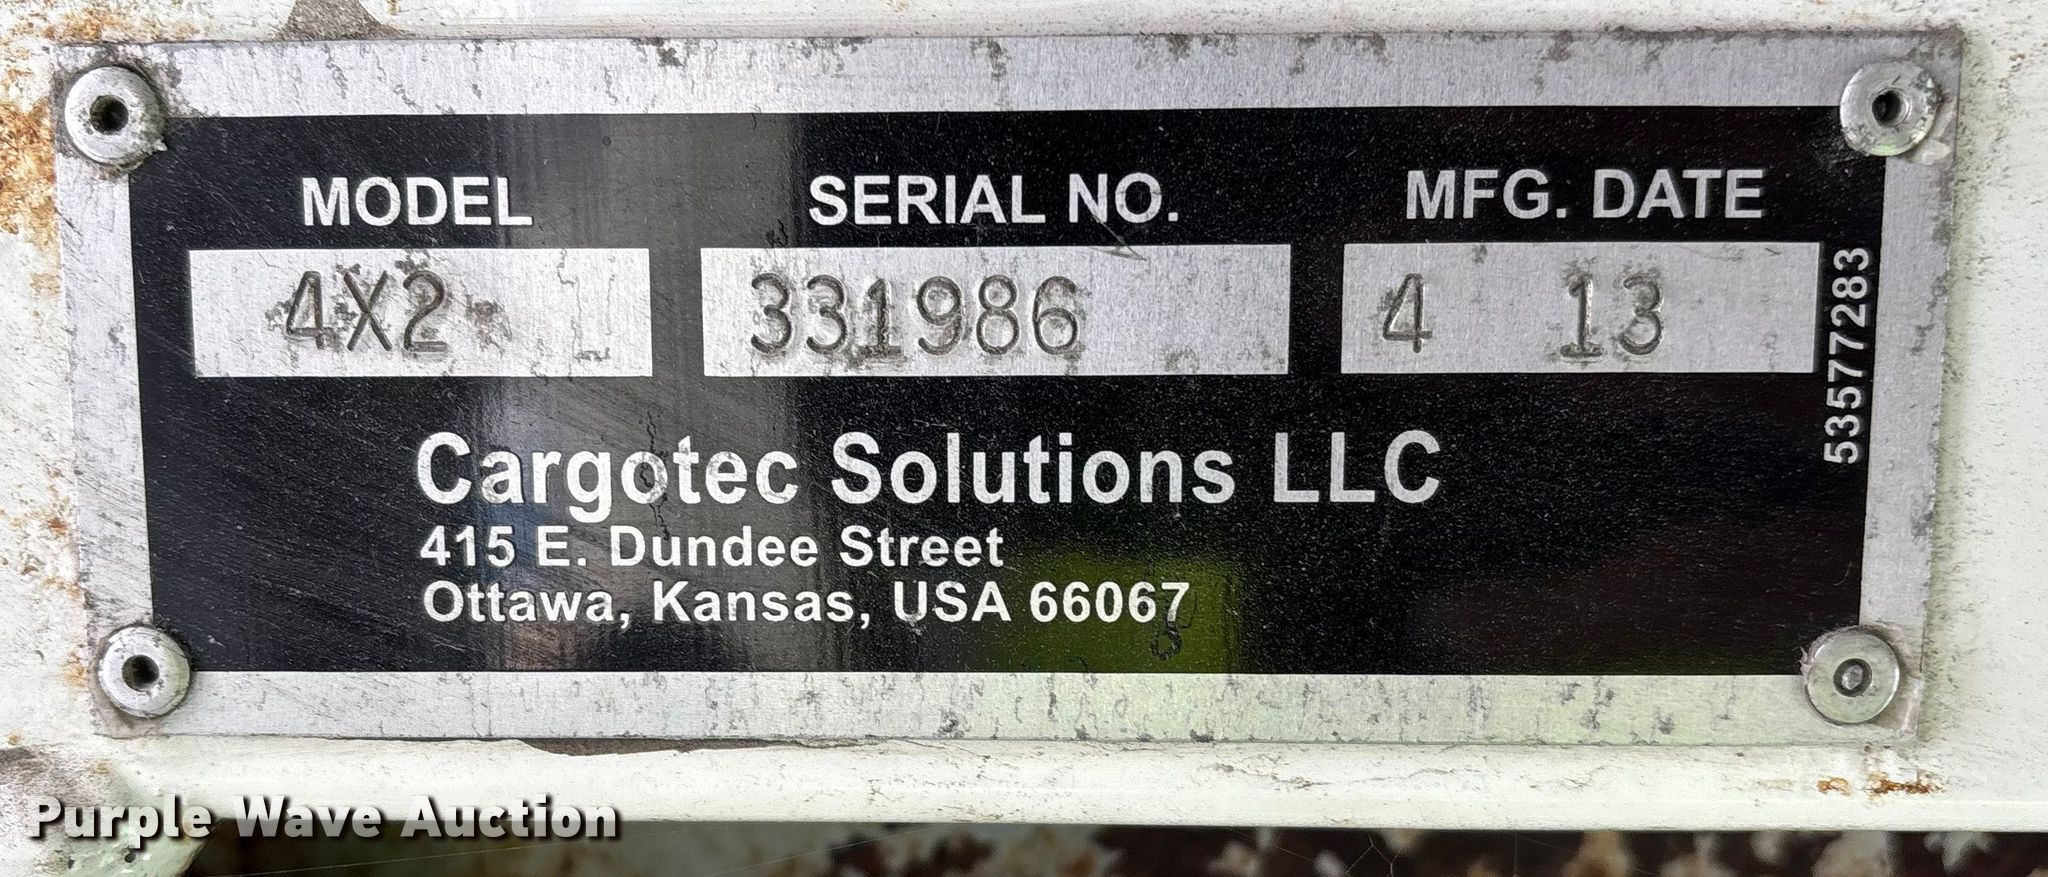 MODEL SERIAL NO. MFG. DATE
4X2 331986 4 13
53577283
Cargotec Solutions LLC
415 E. Dundee Street
Ottawa, Kansas, USA 66067
Purple Wave Auction